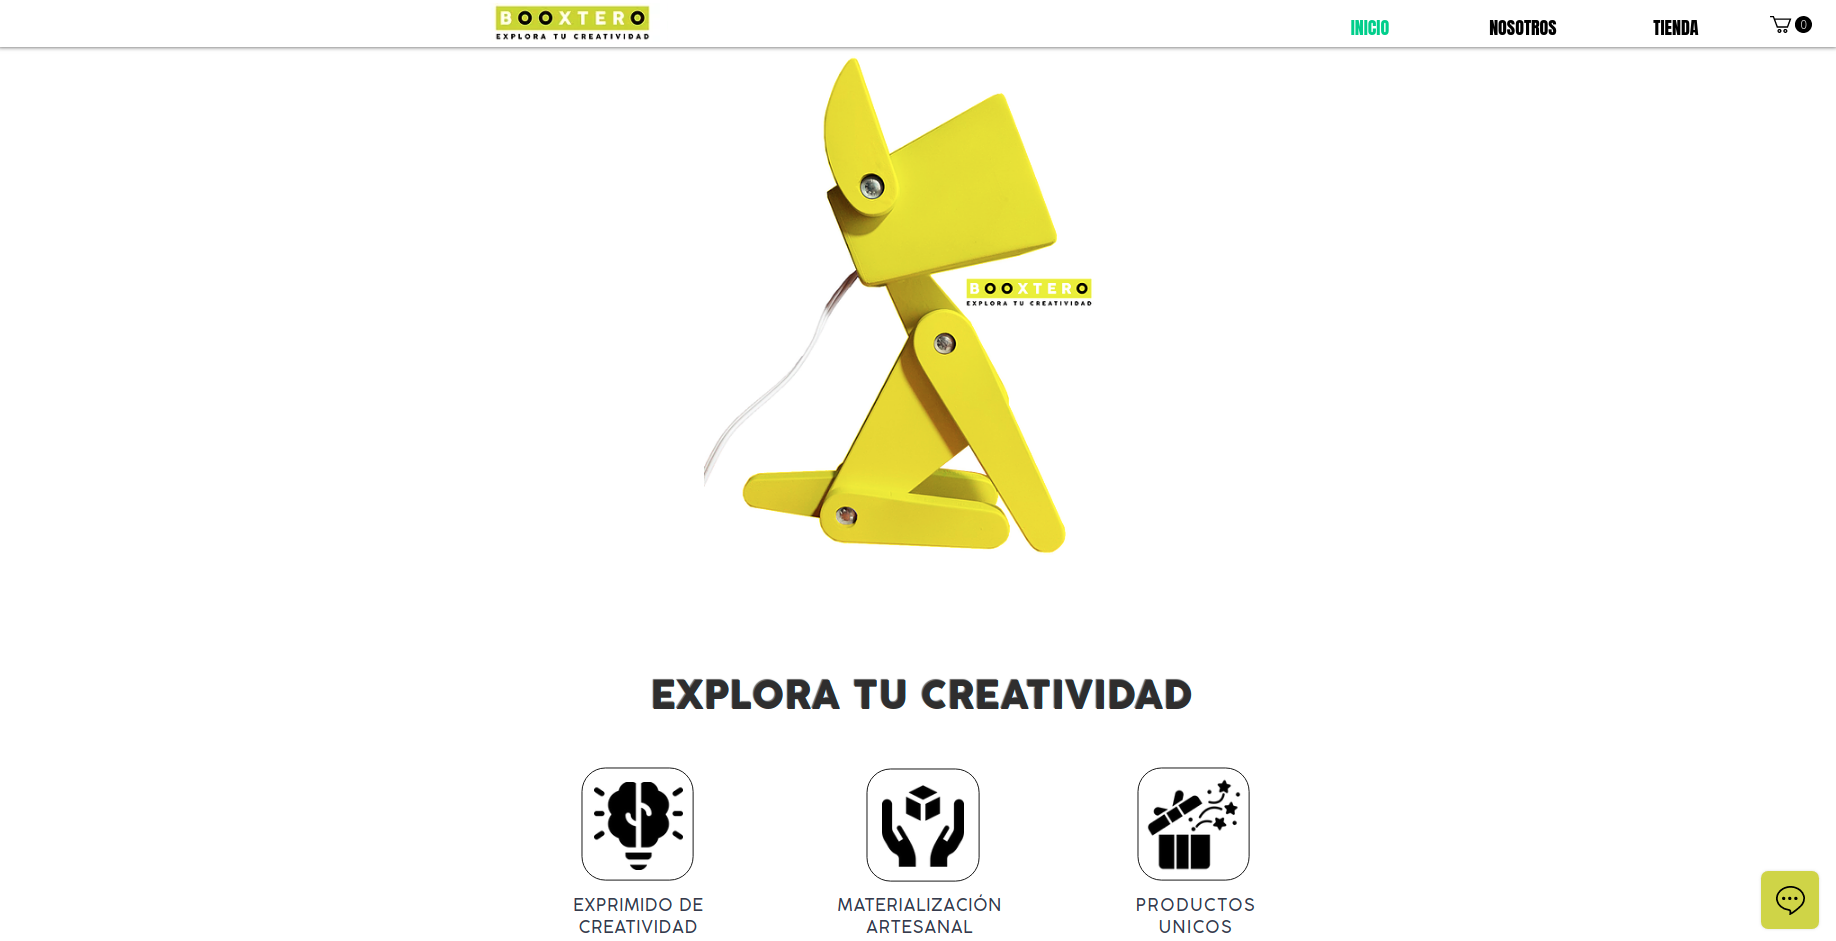 BOOXTERO
EXPLORA TU CREATIVIDAD
INICIO
NOSOTROS
TIENDA
0
BOOXTERO
EXPLORA TU CREATIVIDAD
EXPLORA TU CREATIVIDAD
EXPRIMIDO DE
CREATIVIDAD
MATERIALIZACIÓN
ARTESANAL
PRODUCTOS
UNICOS